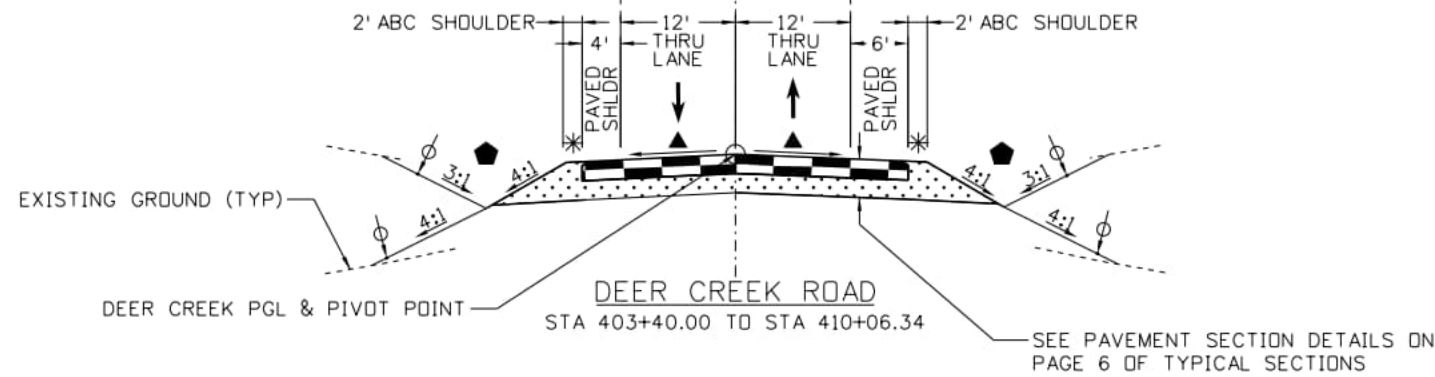 2' ABC SHOULDER
12'
12'
2' ABC SHOULDER
4'
THRU
LANE
THRU
LANE
6'
PAVED
SHLDR
PAVED
SHLDR
3:1
4:1
4:1
3:1
EXISTING GROUND (TYP)
4:1
4:1
DEER CREEK PGL & PIVOT POINT
DEER CREEK ROAD
STA 403+40.00 TO STA 410+06.34
SEE PAVEMENT SECTION DETAILS ON
PAGE 6 OF TYPICAL SECTIONS